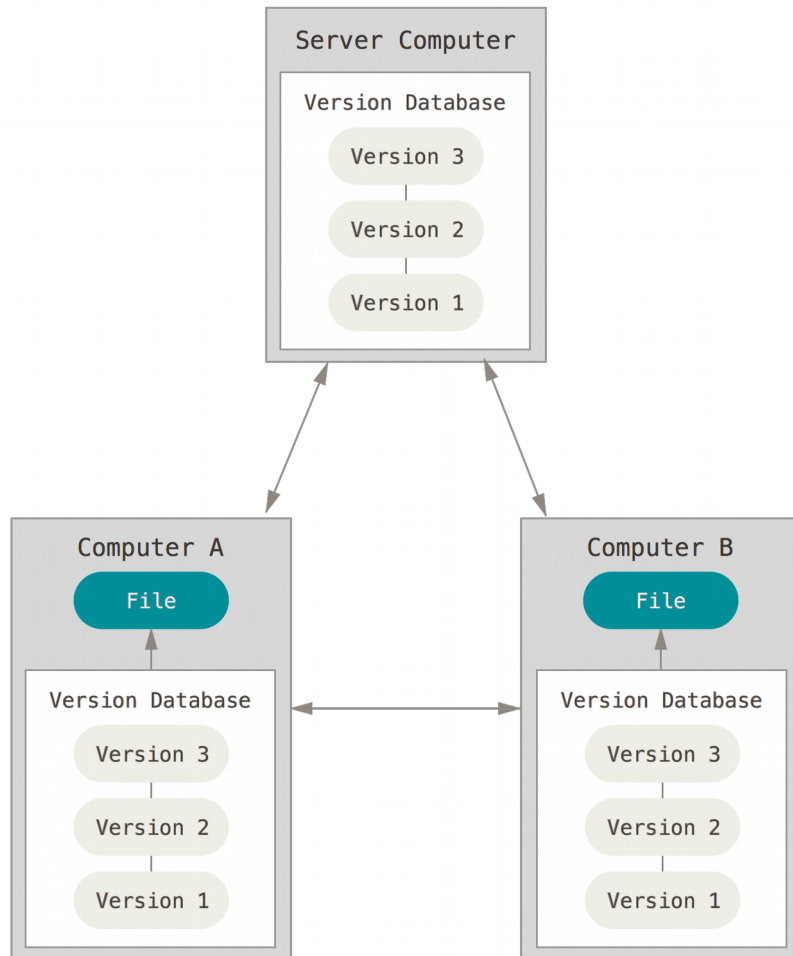 Server Computer
Version Database
Version 3
Version 2
Version 1
Computer A
File
Version Database
Version 3
Version 2
Version 1
Computer B
File
Version Database
Version 3
Version 2
Version 1